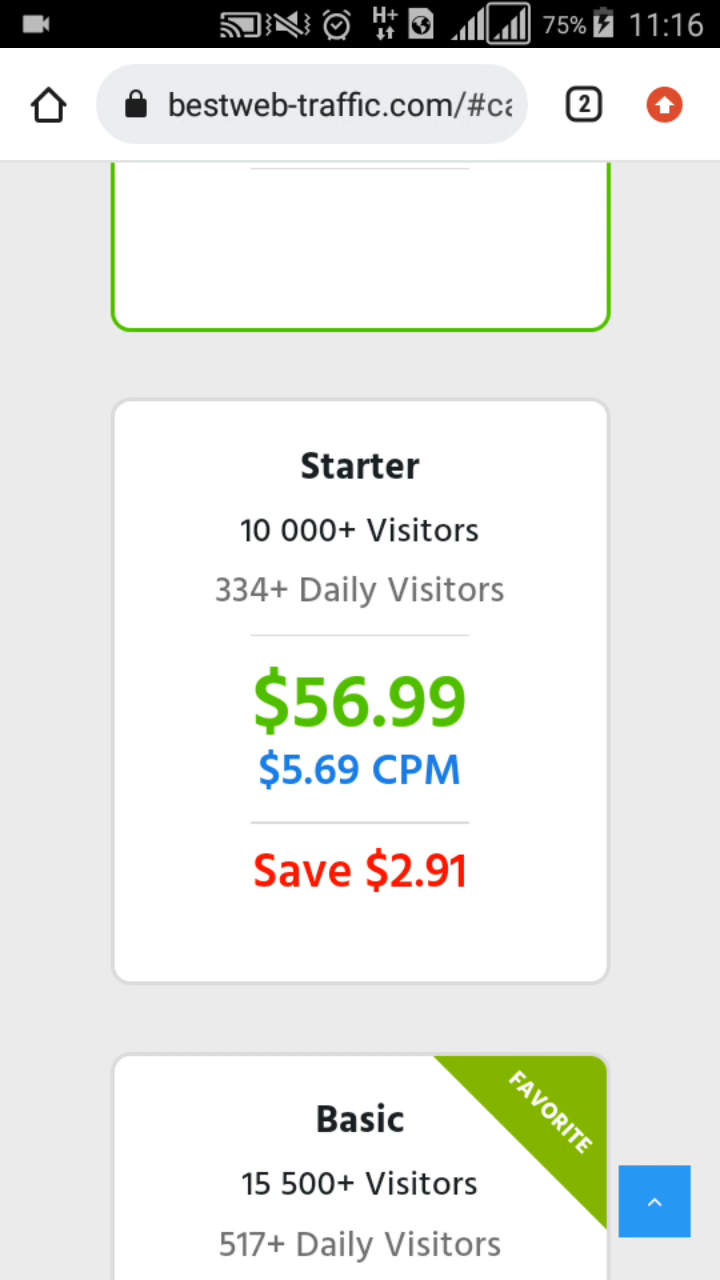 H+ 75% 11:16
bestweb-traffic.com/#ca
2
Starter
10 000+ Visitors
334+ Daily Visitors
$56.99
$5.69 CPM
Save $2.91
FAVORITE
Basic
15 500+ Visitors
517+ Daily Visitors